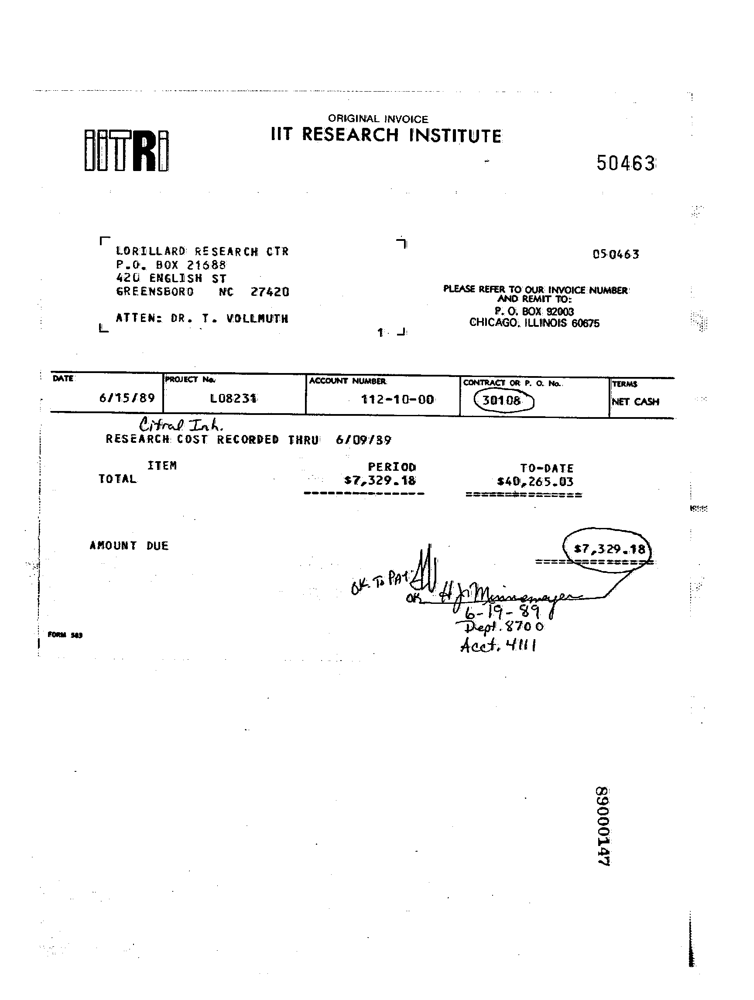 ORIGINAL INVOICE
IITRI
IIT RESEARCH INSTITUTE
50463
LORILLARD RESEARCH CTR
P.O. BOX 21688
420 ENGLISH ST
GREENSBORO NC 27420
ATTEN: DR. T. VOLLMUTH
1
050463
PLEASE REFER TO OUR INVOICE NUMBER
AND REMIT TO:
P. O. BOX 92003
CHICAGO, ILLINOIS 60675
DATE PROJECT No. ACCOUNT NUMBER CONTRACT OR P. O. No. TERMS
6/15/89 L08231 112-10-00 30108 NET CASH
Citral Inh.
RESEARCH COST RECORDED THRU 6/09/89
ITEM PERIOD TO-DATE
TOTAL $7,329.18 $40,265.03
AMOUNT DUE $7,329.18
OK To PAY
OK H J Minnemeyer
6-19-89
Dept. 8700
Acct. 4111
FORM 583
89000147